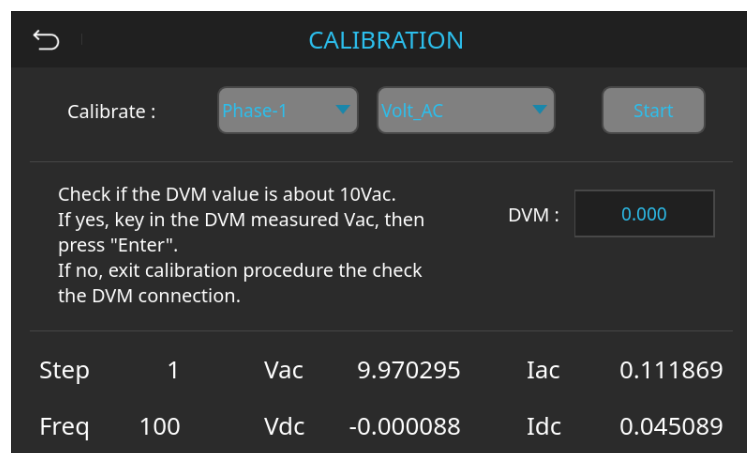 CALIBRATION
Calibrate : Phase-1 Volt_AC Start
Check if the DVM value is about 10Vac.
If yes, key in the DVM measured Vac, then
press "Enter".
If no, exit calibration procedure the check
the DVM connection.
DVM : 0.000
Step 1 Vac 9.970295 Iac 0.111869
Freq 100 Vdc -0.000088 Idc 0.045089